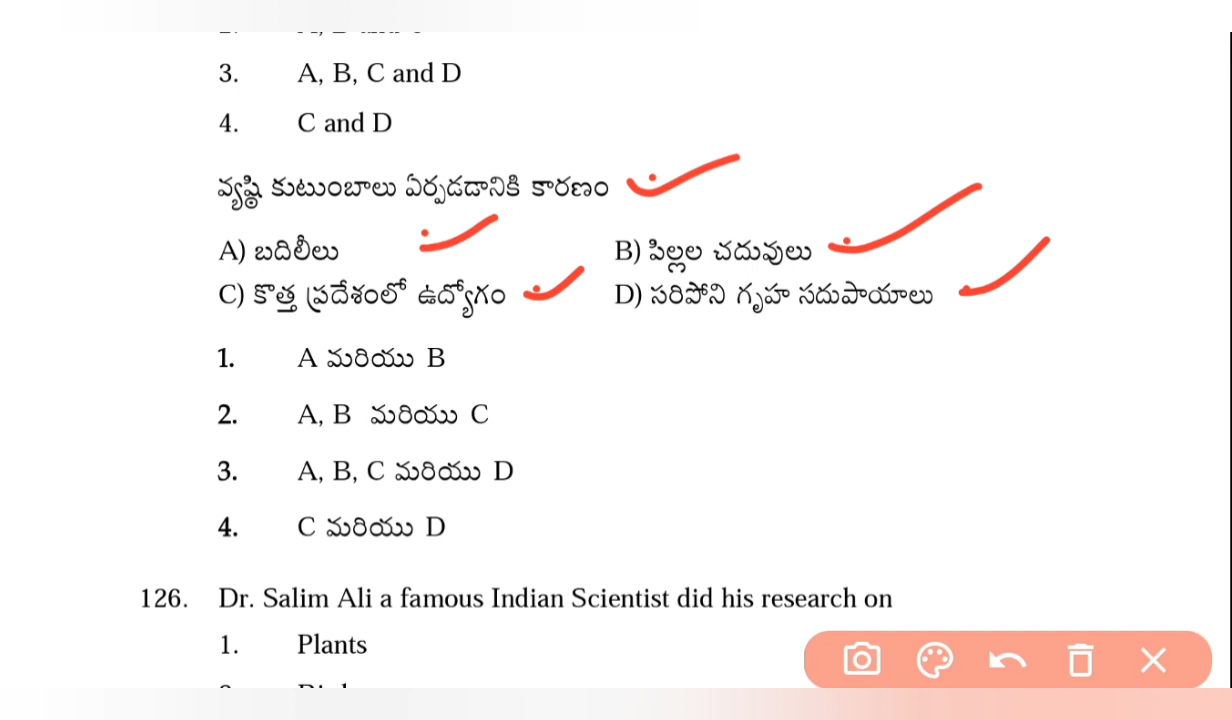 3. A, B, C and D
4. C and D
వ్యష్ఠి కుటుంబాలు ఏర్పడడానికి కారణం
A) బదిలీలు B) పిల్లల చదువులు
C) కొత్త ప్రదేశంలో ఉద్యోగం D) సరిపోని గృహ సదుపాయాలు
1. A మరియు B
2. A, B మరియు C
3. A, B, C మరియు D
4. C మరియు D
126. Dr. Salim Ali a famous Indian Scientist did his research on
1. Plants